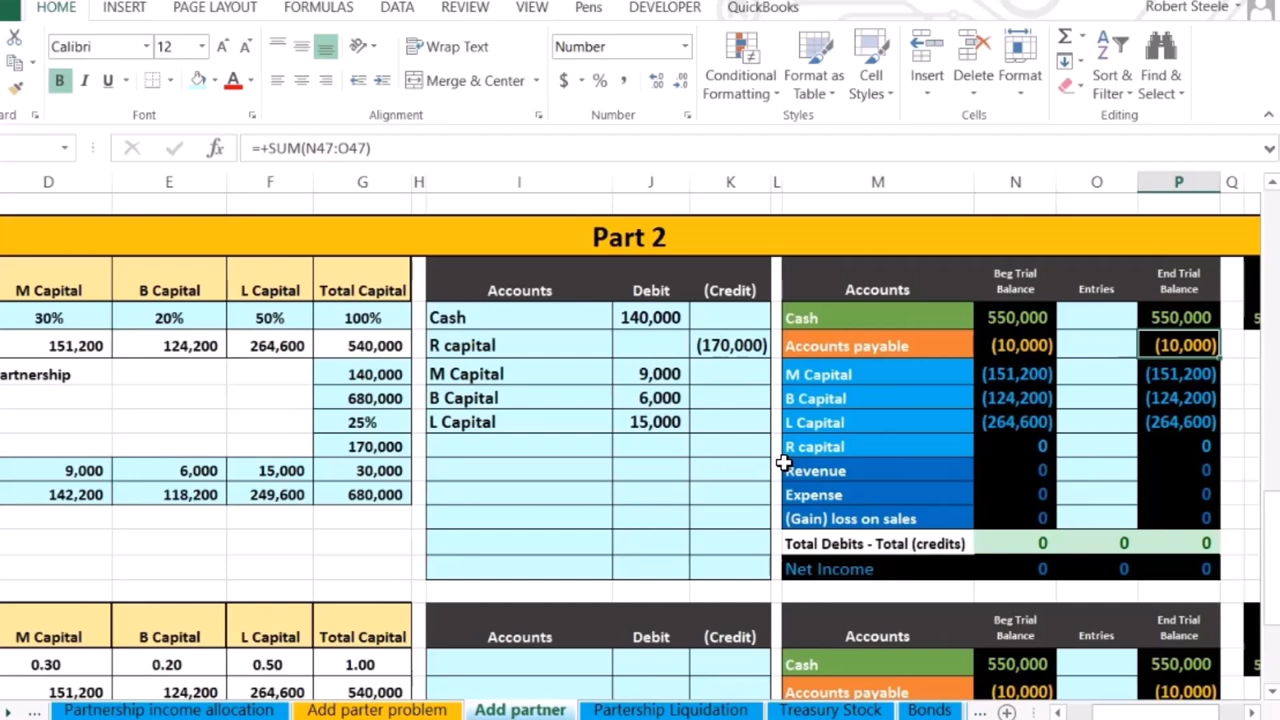 HOME INSERT PAGE LAYOUT FORMULAS DATA REVIEW VIEW Pens DEVELOPER QuickBooks Robert Steele
Calibri 12 Wrap Text Number
B I U Merge & Center $ % Conditional Formatting Format as Table Cell Styles Insert Delete Format Sort & Filter Find & Select
ard Font Alignment Number Styles Cells Editing
=+SUM(N47:O47)
D E F G H I J K L M N O P Q
Part 2
Beg Trial End Trial
M Capital B Capital L Capital Total Capital Accounts Debit (Credit) Accounts Balance Entries Balance
30% 20% 50% 100% Cash 140,000 Cash 550,000 550,000
151,200 124,200 264,600 540,000 R capital (170,000) Accounts payable (10,000) (10,000)
artnership 140,000 M Capital 9,000 M Capital (151,200) (151,200)
680,000 B Capital 6,000 B Capital (124,200) (124,200)
25% L Capital 15,000 L Capital (264,600) (264,600)
170,000 R capital 0 0
9,000 6,000 15,000 30,000 Revenue 0 0
142,200 118,200 249,600 680,000 Expense 0 0
(Gain) loss on sales 0 0
Total Debits - Total (credits) 0 0 0
Net Income 0 0 0
Beg Trial End Trial
M Capital B Capital L Capital Total Capital Accounts Debit (Credit) Accounts Balance Entries Balance
0.30 0.20 0.50 1.00 Cash 550,000 550,000
151,200 124,200 264,600 540,000 Accounts payable (10,000) (10,000)
... Partnership income allocation Add parter problem Add partner Partership Liquidation Treasury Stock Bonds ...